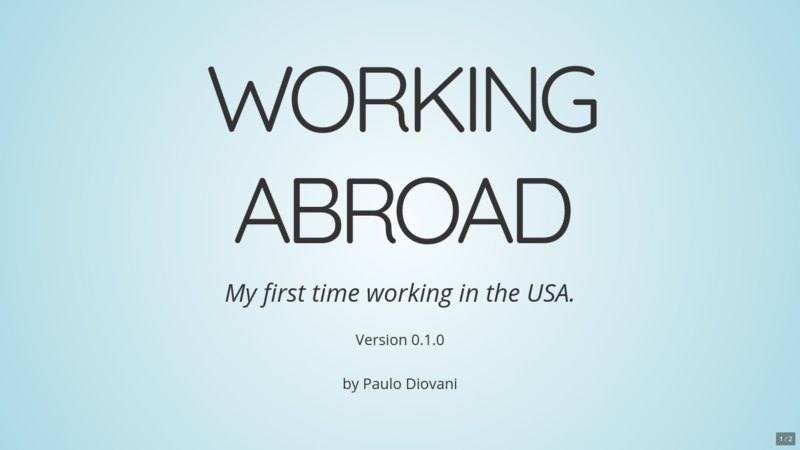 WORKING
ABROAD
My first time working in the USA.
Version 0.1.0
by Paulo Diovani
1 / 2